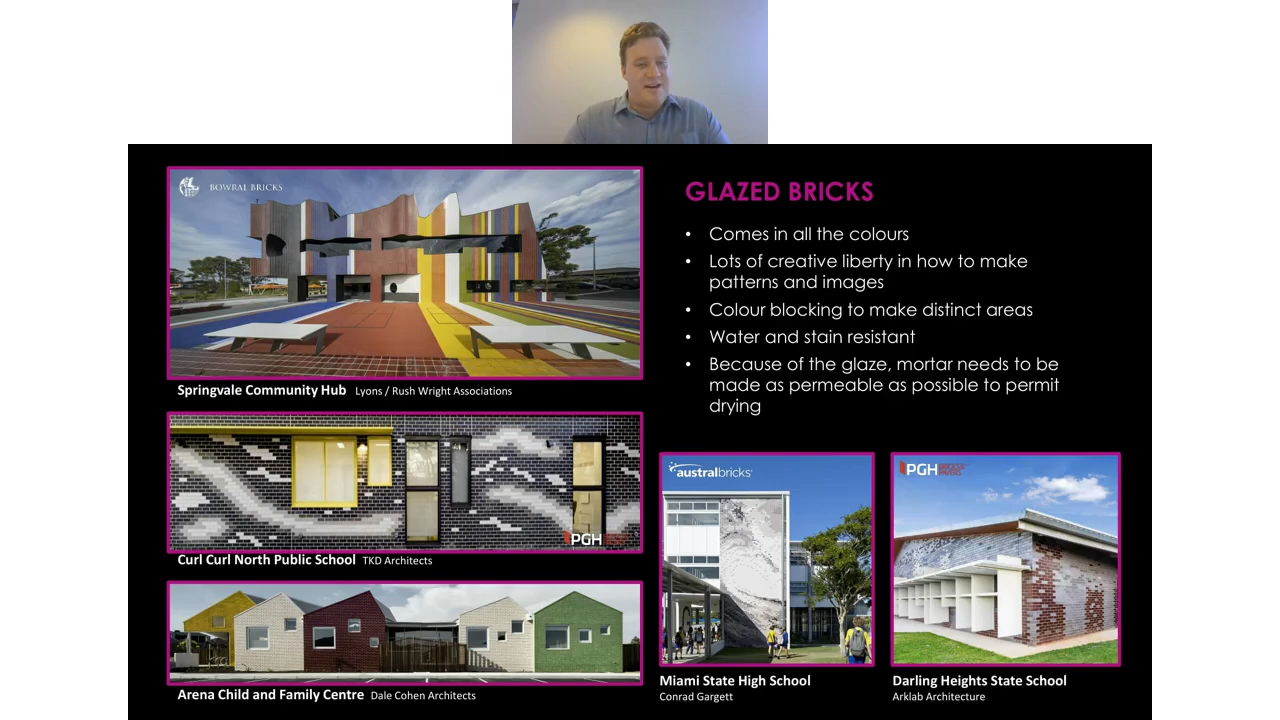 BOWRAL BRICKS
Springvale Community Hub Lyons / Rush Wright Associations
PGH
Curl Curl North Public School TKD Architects
Arena Child and Family Centre Dale Cohen Architects
GLAZED BRICKS
• Comes in all the colours
• Lots of creative liberty in how to make
patterns and images
• Colour blocking to make distinct areas
• Water and stain resistant
• Because of the glaze, mortar needs to be
made as permeable as possible to permit
drying
australbricks
Miami State High School
Conrad Gargett
PGH BRICKS & PAVERS
Darling Heights State School
Arklab Architecture